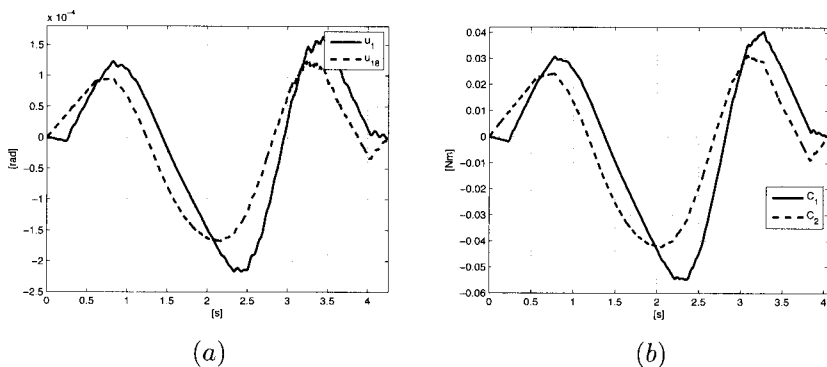 x 10⁻⁴
1.5
1
0.5
0
−0.5
−1
−1.5
−2
−2.5
[rad]
0 0.5 1 1.5 2 2.5 3 3.5 4
[s]
u₁
u₁₈
(a)
0.04
0.03
0.02
0.01
0
−0.01
−0.02
−0.03
−0.04
−0.05
−0.06
[Nm]
0 0.5 1 1.5 2 2.5 3 3.5 4
[s]
C₁
C₂
(b)